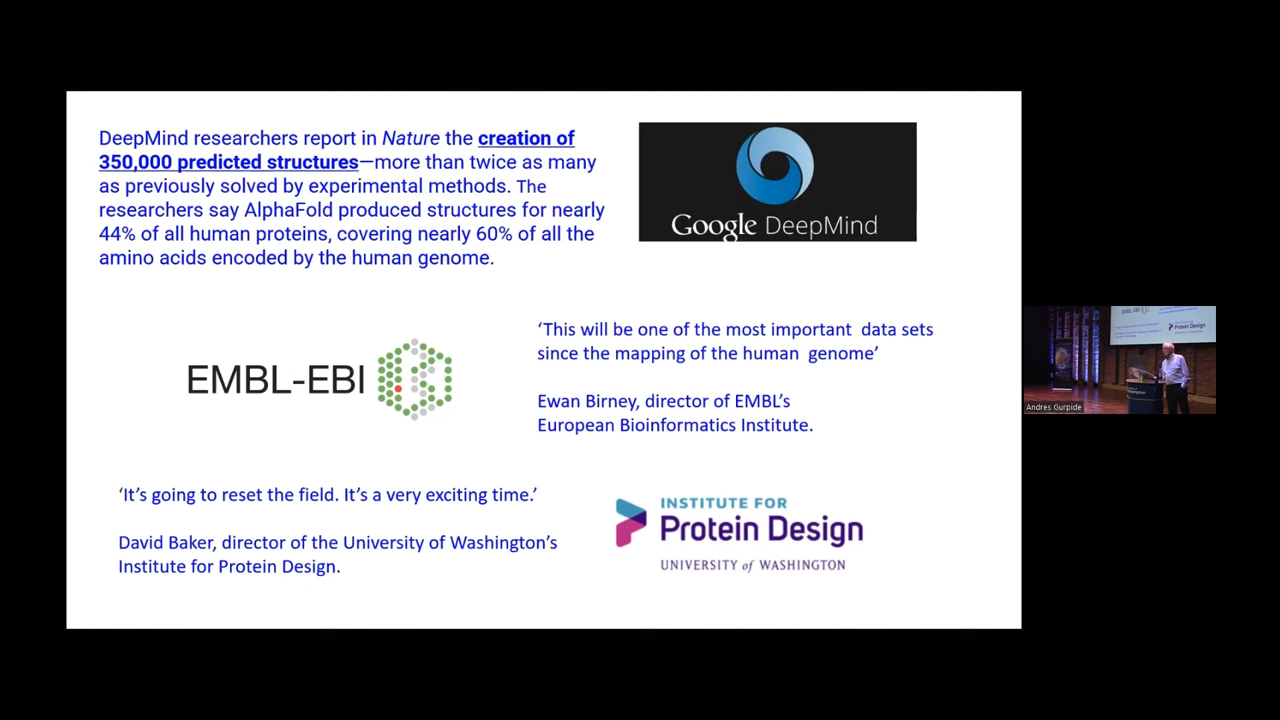 DeepMind researchers report in Nature the creation of
350,000 predicted structures—more than twice as many
as previously solved by experimental methods. The
researchers say AlphaFold produced structures for nearly
44% of all human proteins, covering nearly 60% of all the
amino acids encoded by the human genome.
Google DeepMind
EMBL-EBI
‘This will be one of the most important  data sets
since the mapping of the human  genome’
Ewan Birney, director of EMBL’s
European Bioinformatics Institute.
‘It’s going to reset the field. It’s a very exciting time.’
David Baker, director of the University of Washington’s
Institute for Protein Design.
INSTITUTE FOR
Protein Design
UNIVERSITY of WASHINGTON
EMBL-EBI
Protein Design
Andres Gurpide